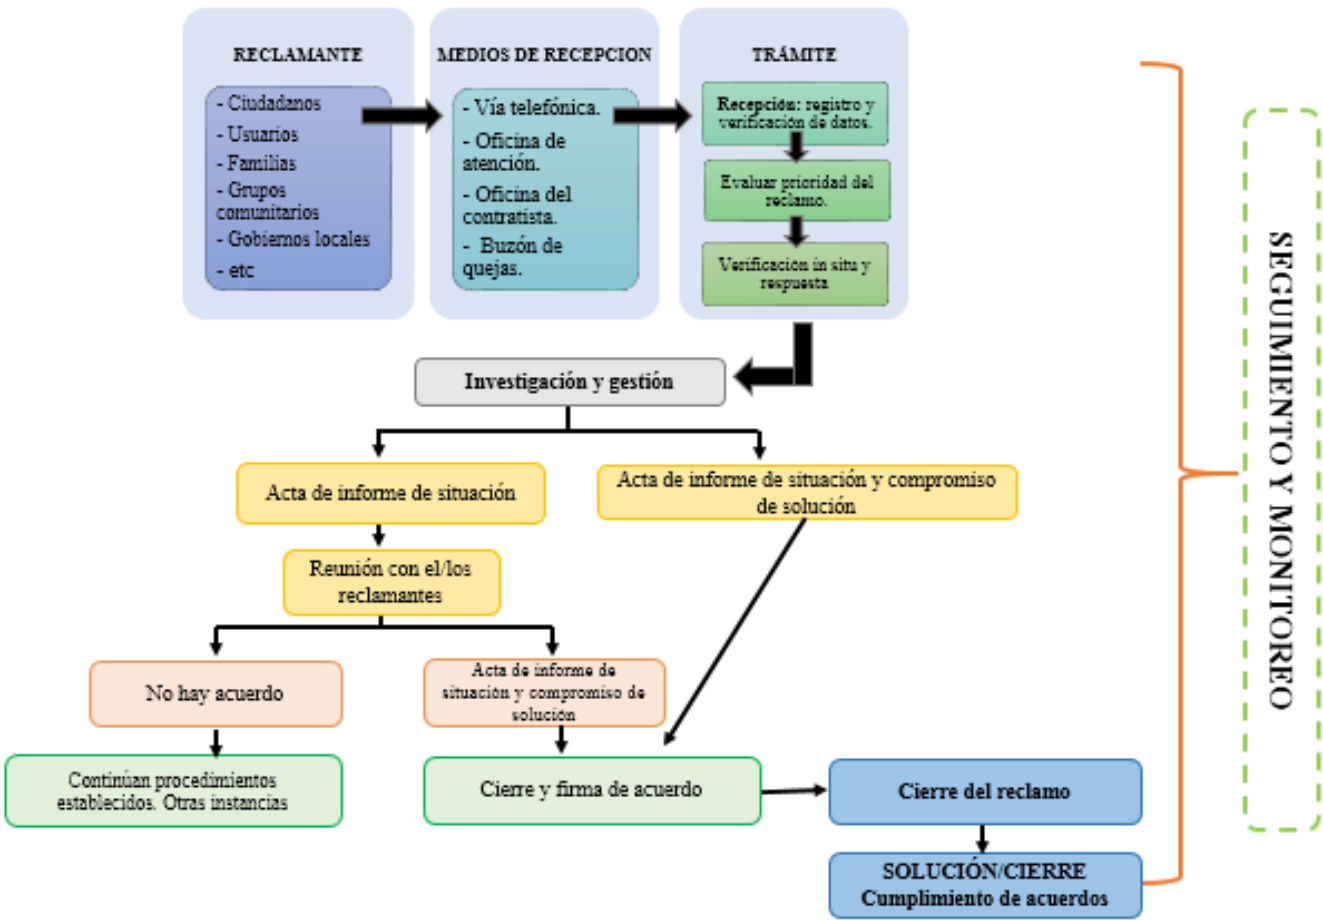 RECLAMANTE
- Ciudadanos
- Usuarios
- Familias
- Grupos
comunitarios
- Gobiernos locales
- etc
MEDIOS DE RECEPCION
- Vía telefónica.
- Oficina de
atención.
- Oficina del
contratista.
- Buzón de
quejas.
TRÁMITE
Recepción: registro y
verificación de datos.
Evaluar prioridad del
reclamo.
Verificación in situ y
respuesta
Investigación y gestión
Acta de informe de situación
Acta de informe de situación y compromiso
de solución
Reunión con el/los
reclamantes
No hay acuerdo
Acta de informe de
situación y compromiso de
solución
Continúan procedimientos
establecidos. Otras instancias
Cierre y firma de acuerdo
Cierre del reclamo
SOLUCIÓN/CIERRE
Cumplimiento de acuerdos
SEGUIMIENTO Y MONITOREO